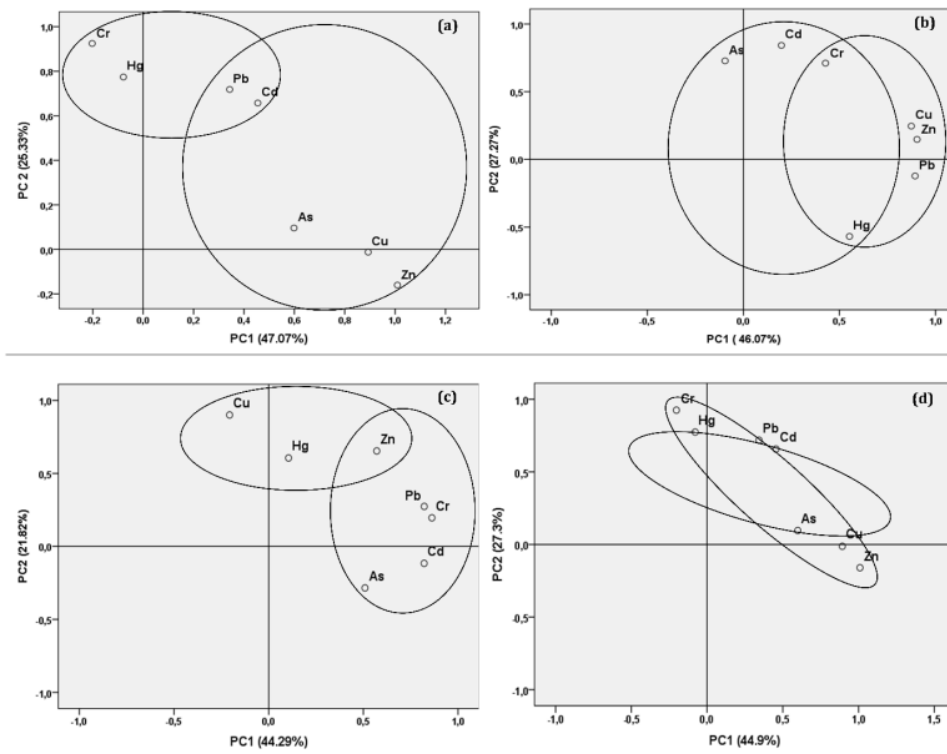 (a)
1,0
0,8
0,6
0,4
0,2
0,0
-0,2
PC 2 (25.33%)
Cr
Hg
Pb
Cd
As
Cu
Zn
-0,2 0,0 0,2 0,4 0,6 0,8 1,0 1,2
PC1 (47.07%)
(b)
1,0
0,5
0,0
-0,5
-1,0
PC2 (27.27%)
As
Cd
Cr
Cu
Zn
Pb
Hg
-1,0 -0,5 0,0 0,5 1,0
PC1 ( 46.07%)
(c)
1,0
0,5
0,0
-0,5
-1,0
PC2 (21.82%)
Cu
Hg
Zn
Pb
Cr
Cd
As
-1,0 -0,5 0,0 0,5 1,0
PC1 (44.29%)
(d)
1,0
0,5
0,0
-0,5
-1,0
PC2 (27.3%)
Cr
Hg
Pb
Cd
As
Cu
Zn
-1,0 -0,5 0,0 0,5 1,0 1,5
PC1 (44.9%)